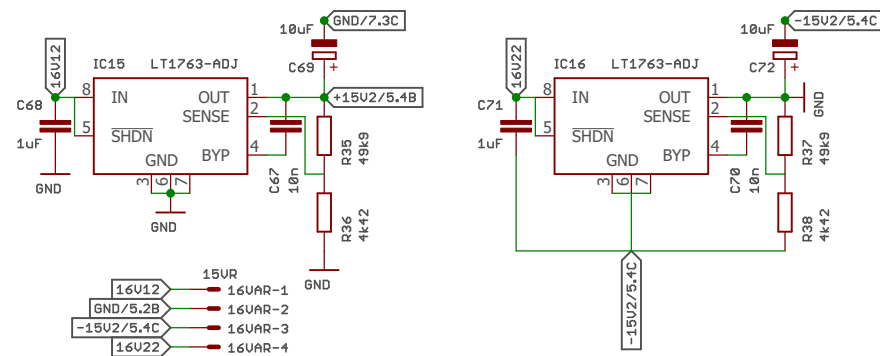 10uF
GND/7.3C
16V12
IC15
LT1763-ADJ
C69
+
C68
1uF
GND
8
5
IN
SHDN
OUT
SENSE
BYP
GND
1
2
4
3
6
7
GND
+15V2/5.4B
C67
10n
R35
49k9
R36
4k42
GND
10uF
-15V2/5.4C
16V22
IC16
LT1763-ADJ
C72
+
C71
1uF
8
5
IN
SHDN
OUT
SENSE
BYP
GND
1
2
4
3
6
7
GND
C70
10n
R37
49k9
R38
4k42
-15V2/5.4C
15VR
16V12
16VAR-1
GND/5.2B
16VAR-2
-15V2/5.4C
16VAR-3
16V22
16VAR-4